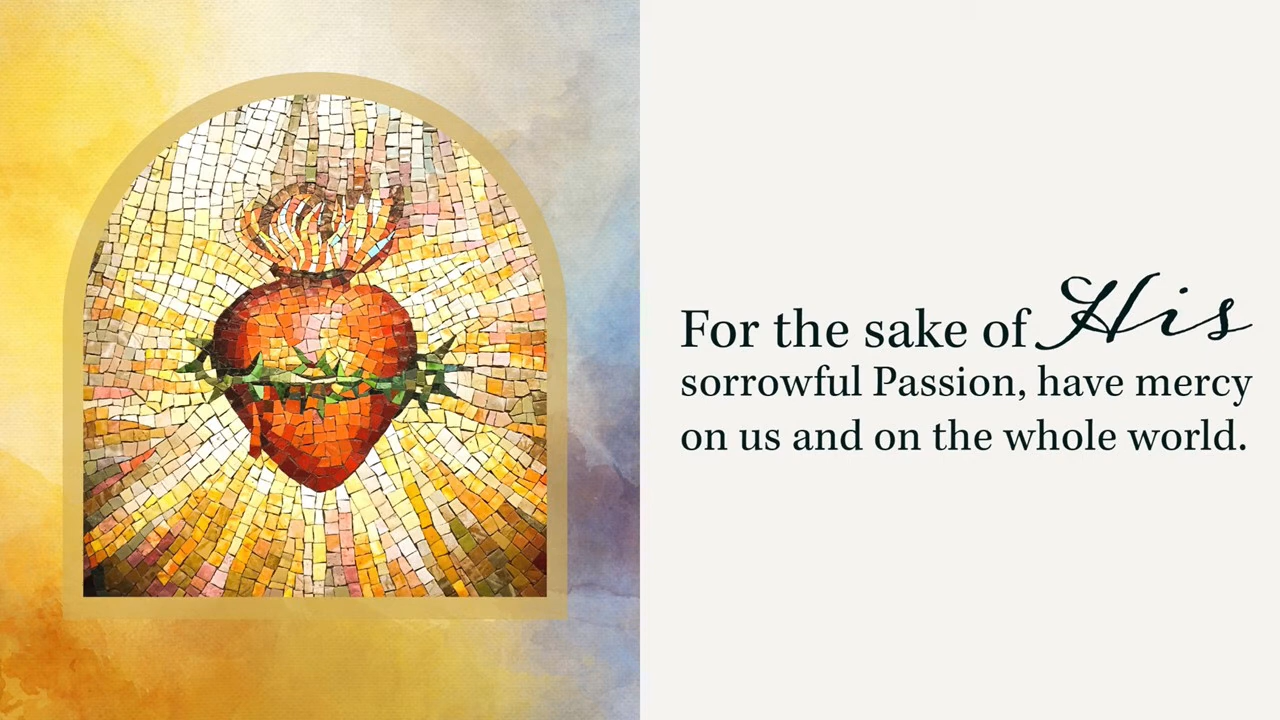 For the sake of His
sorrowful Passion, have mercy
on us and on the whole world.